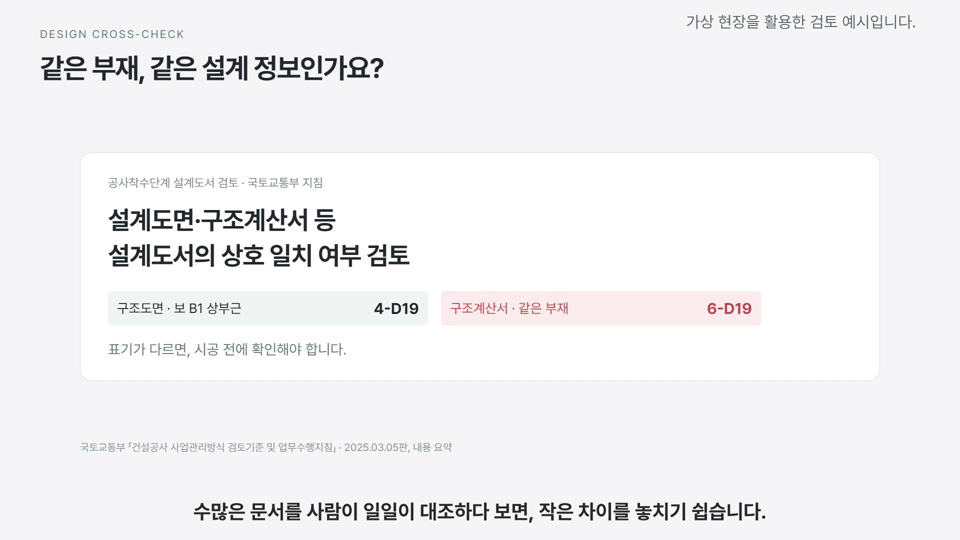 가상 현장을 활용한 검토 예시입니다.
DESIGN CROSS-CHECK
같은 부재, 같은 설계 정보인가요?
공사착수단계 설계도서 검토 · 국토교통부 지침
설계도면·구조계산서 등
설계도서의 상호 일치 여부 검토
구조도면 · 보 B1 상부근 4-D19
구조계산서 · 같은 부재 6-D19
표기가 다르면, 시공 전에 확인해야 합니다.
국토교통부 「건설공사 사업관리방식 검토기준 및 업무수행지침」 · 2025.03.05판, 내용 요약
수많은 문서를 사람이 일일이 대조하다 보면, 작은 차이를 놓치기 쉽습니다.